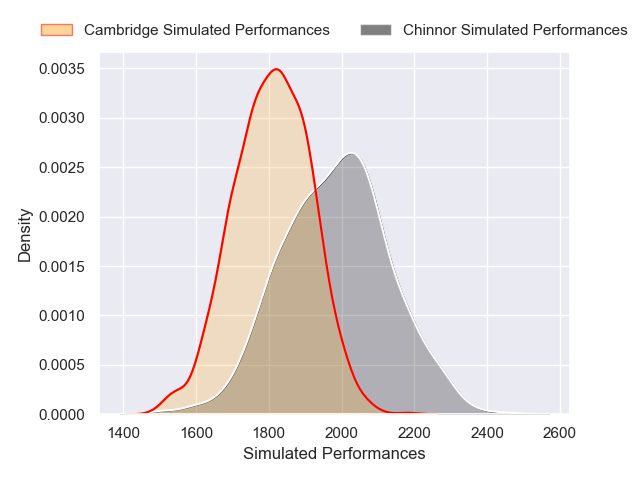 Cambridge Simulated Performances Chinnor Simulated Performances
0.0035
0.0030
0.0025
0.0020
0.0015
0.0010
0.0005
0.0000
Density
1400 1600 1800 2000 2200 2400 2600
Simulated Performances